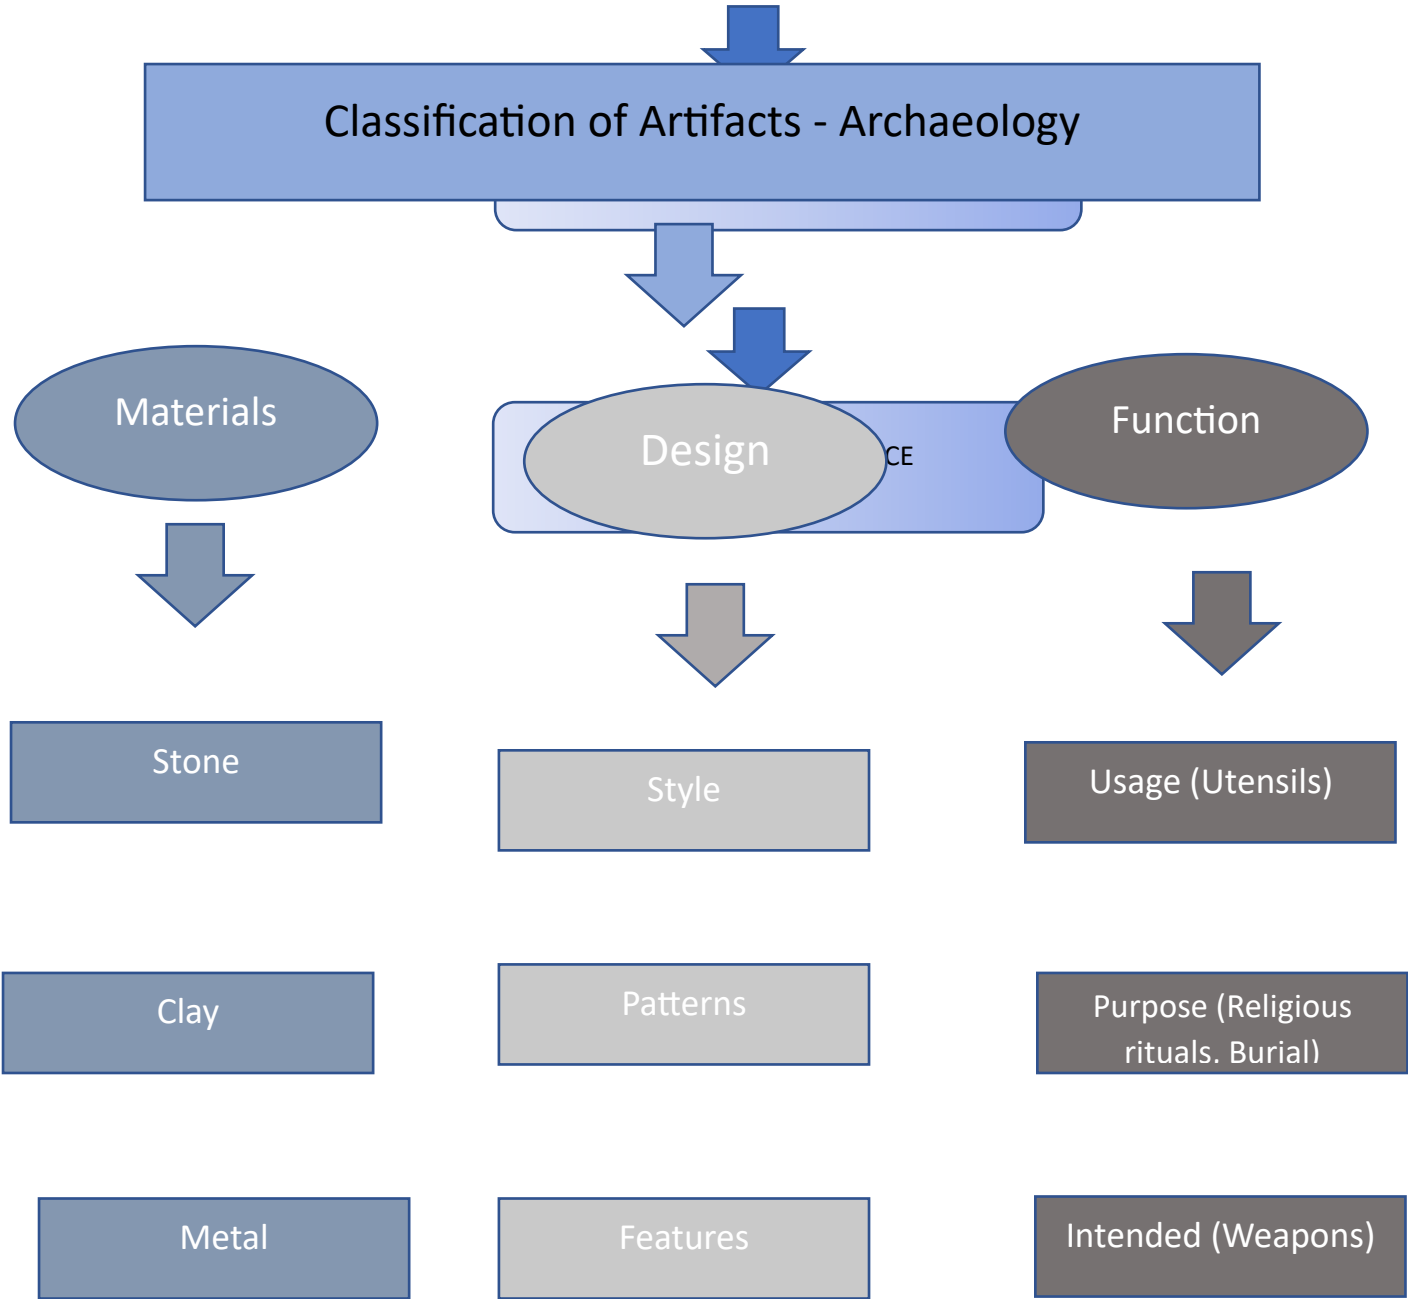 Classification of Artifacts - Archaeology
Materials
Design
CE
Function
Stone
Style
Usage (Utensils)
Clay
Patterns
Purpose (Religious
rituals. Burial)
Metal
Features
Intended (Weapons)